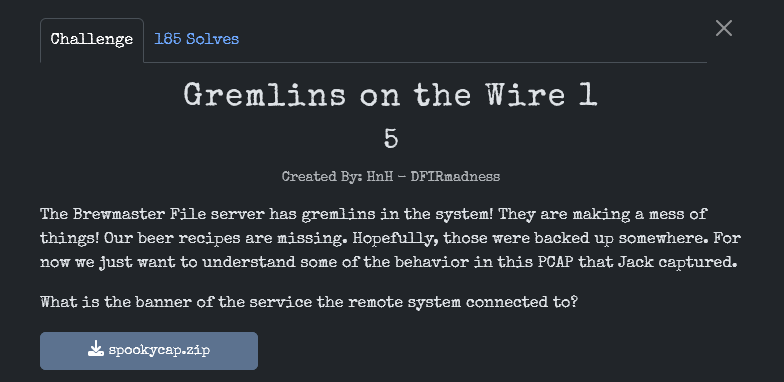 Challenge 185 Solves
Gremlins on the Wire 1
5
Created By: HnH - DFIRmadness
The Brewmaster File server has gremlins in the system! They are making a mess of
things! Our beer recipes are missing. Hopefully, those were backed up somewhere. For
now we just want to understand some of the behavior in this PCAP that Jack captured.
What is the banner of the service the remote system connected to?
spookycap.zip